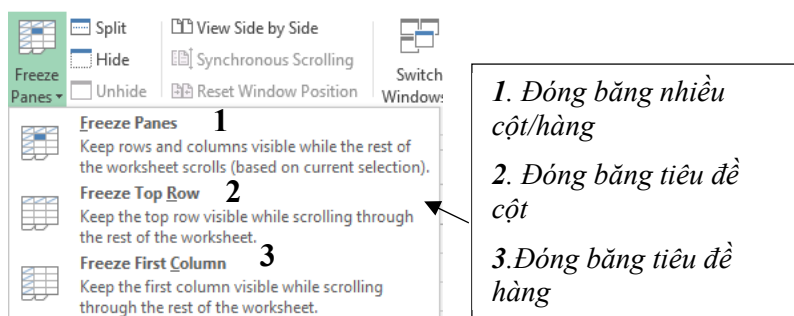 Split
View Side by Side
Hide
Synchronous Scrolling
Freeze
Panes
Unhide
Reset Window Position
Switch
Windows
Freeze Panes 1
Keep rows and columns visible while the rest of
the worksheet scrolls (based on current selection).
Freeze Top Row 2
Keep the top row visible while scrolling through
the rest of the worksheet.
Freeze First Column 3
Keep the first column visible while scrolling
through the rest of the worksheet.
1. Đóng băng nhiều
cột/hàng
2. Đóng băng tiêu đề
cột
3.Đóng băng tiêu đề
hàng